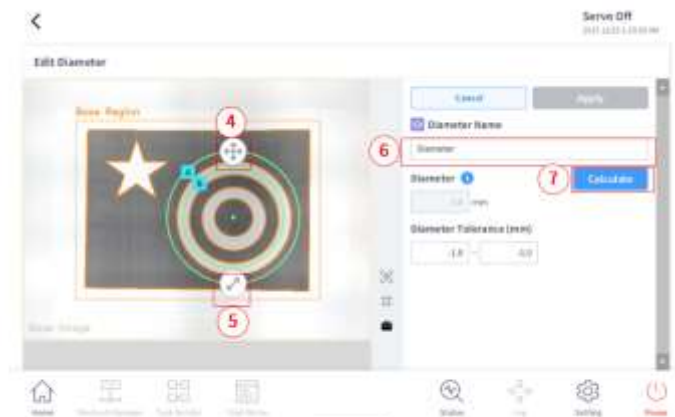 Servo Off
Edit Diameter
Base Region
4
5
Cancel
Apply
Diameter Name
6
Diameter
Diameter
7
Calculate
mm
Diameter Tolerance (mm)
Base Image
Home
Status
Jog
Setting
Power